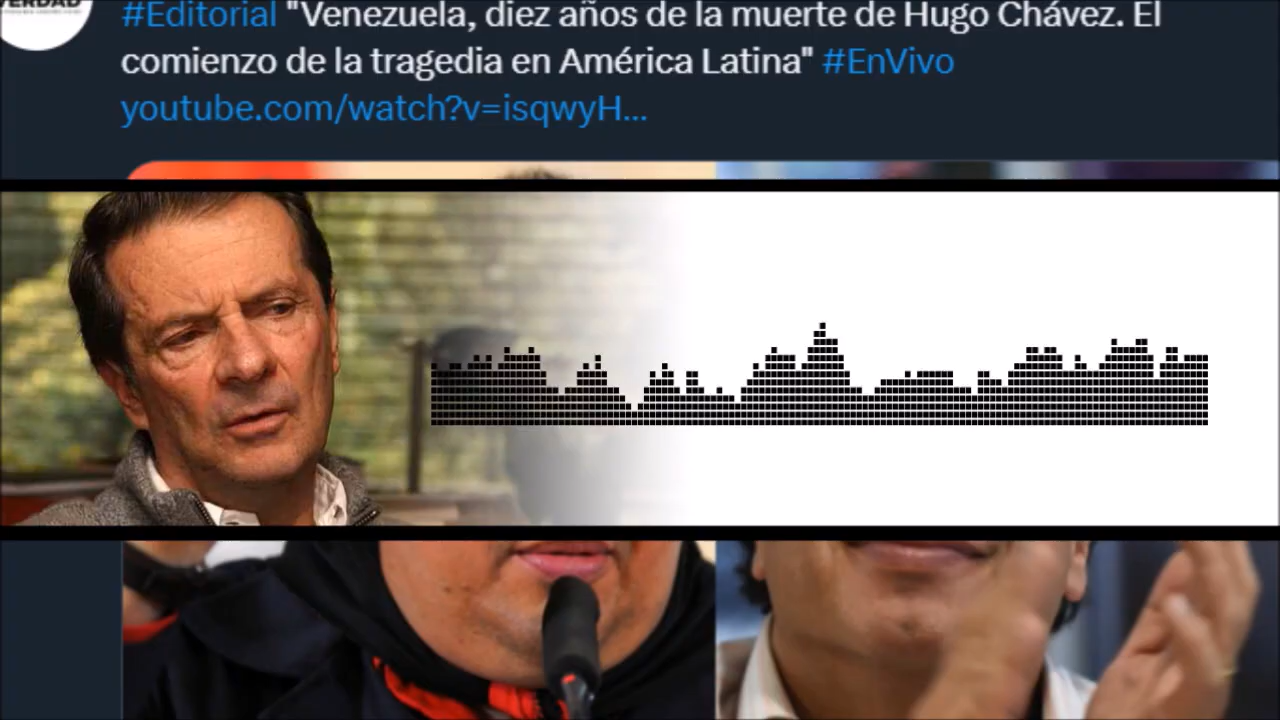 VERDAD
#Editorial "Venezuela, diez años de la muerte de Hugo Chávez. El
comienzo de la tragedia en América Latina" #EnVivo
youtube.com/watch?v=isqwyH...